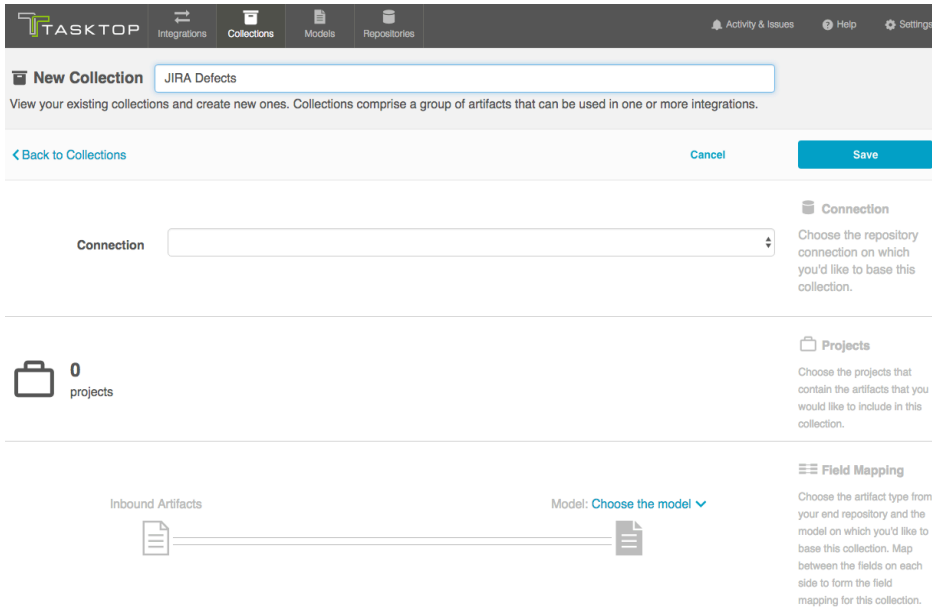 TASKTOP
Integrations
Collections
Models
Repositories
Activity & Issues
Help
Settings
New Collection
JIRA Defects
View your existing collections and create new ones. Collections comprise a group of artifacts that can be used in one or more integrations.
Back to Collections
Cancel
Save
Connection
Connection
Choose the repository
connection on which
you'd like to base this
collection.
0
projects
Projects
Choose the projects that
contain the artifacts that you
would like to include in this
collection.
Inbound Artifacts
Model: Choose the model
Field Mapping
Choose the artifact type from
your end repository and the
model on which you'd like to
base this collection. Map
between the fields on each
side to form the field
mapping for this collection.